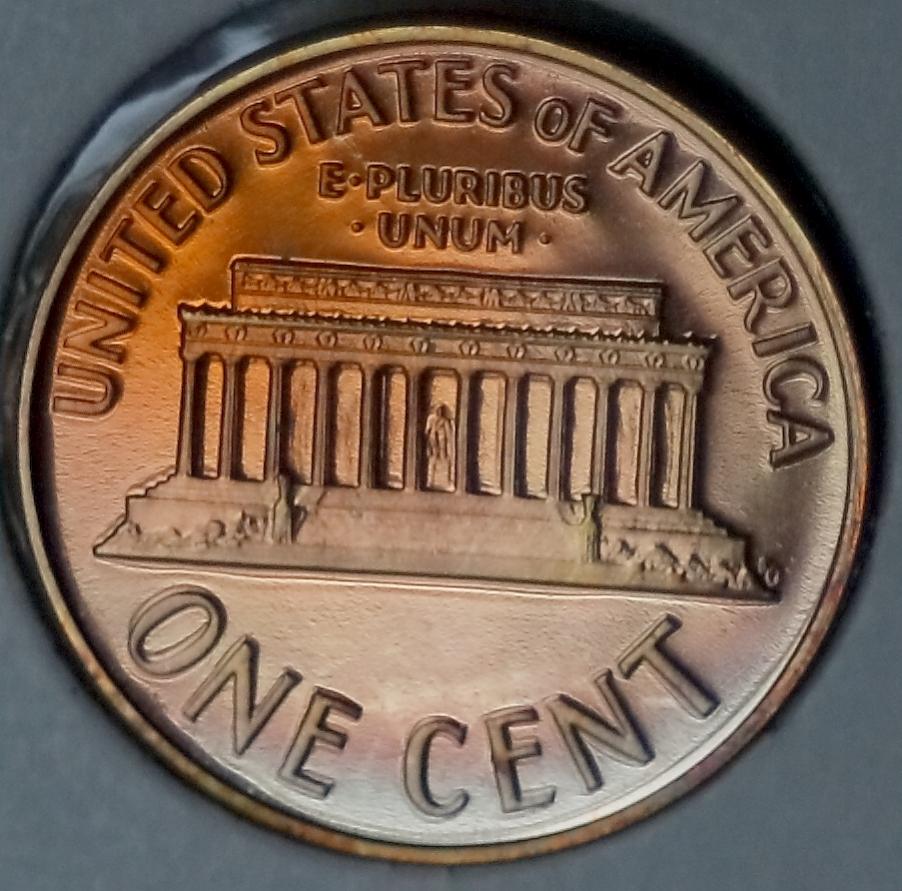 UNITED STATES OF AMERICA
E·PLURIBUS
·UNUM·
ONE CENT